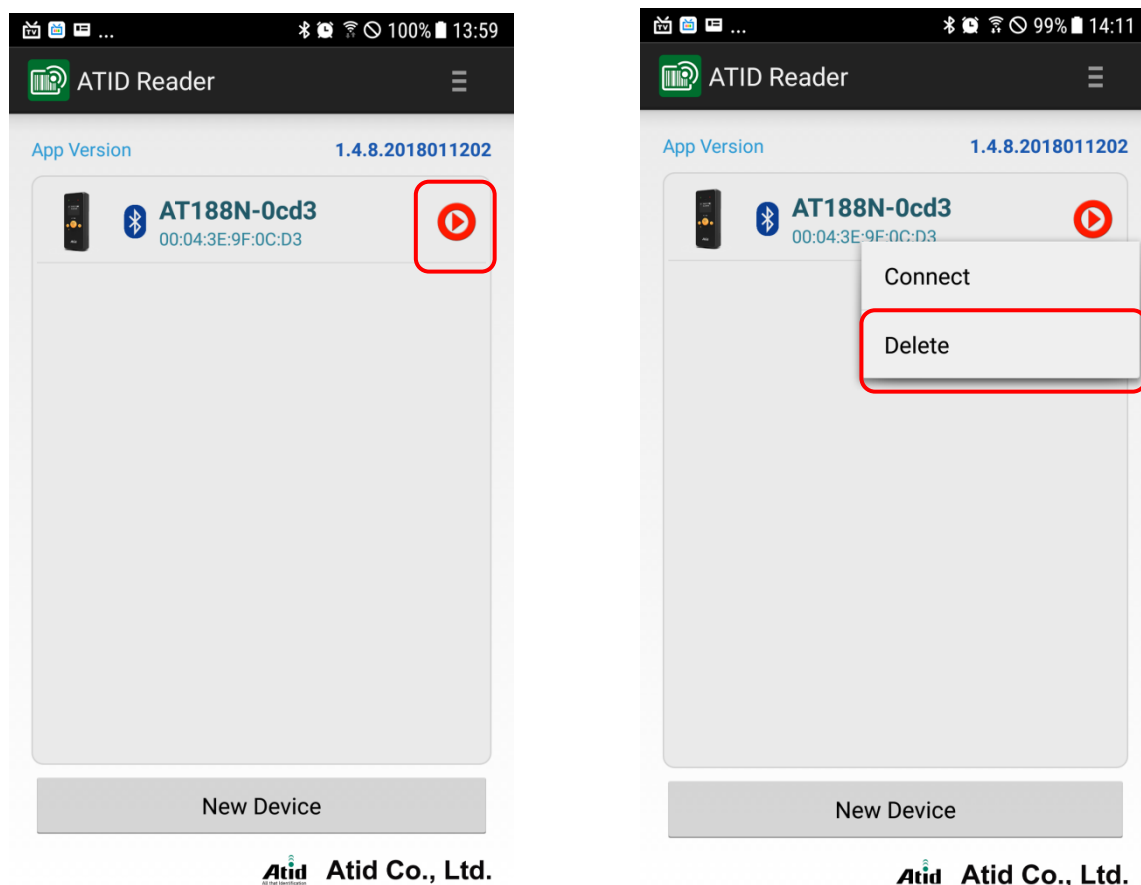 ... 100% 13:59
ATID Reader
App Version 1.4.8.2018011202
AT188N-0cd3
00:04:3E:9F:0C:D3
New Device
Atid Atid Co., Ltd.
... 99% 14:11
ATID Reader
App Version 1.4.8.2018011202
AT188N-0cd3
00:04:3E:9F:0C:D3
Connect
Delete
New Device
Atid Atid Co., Ltd.